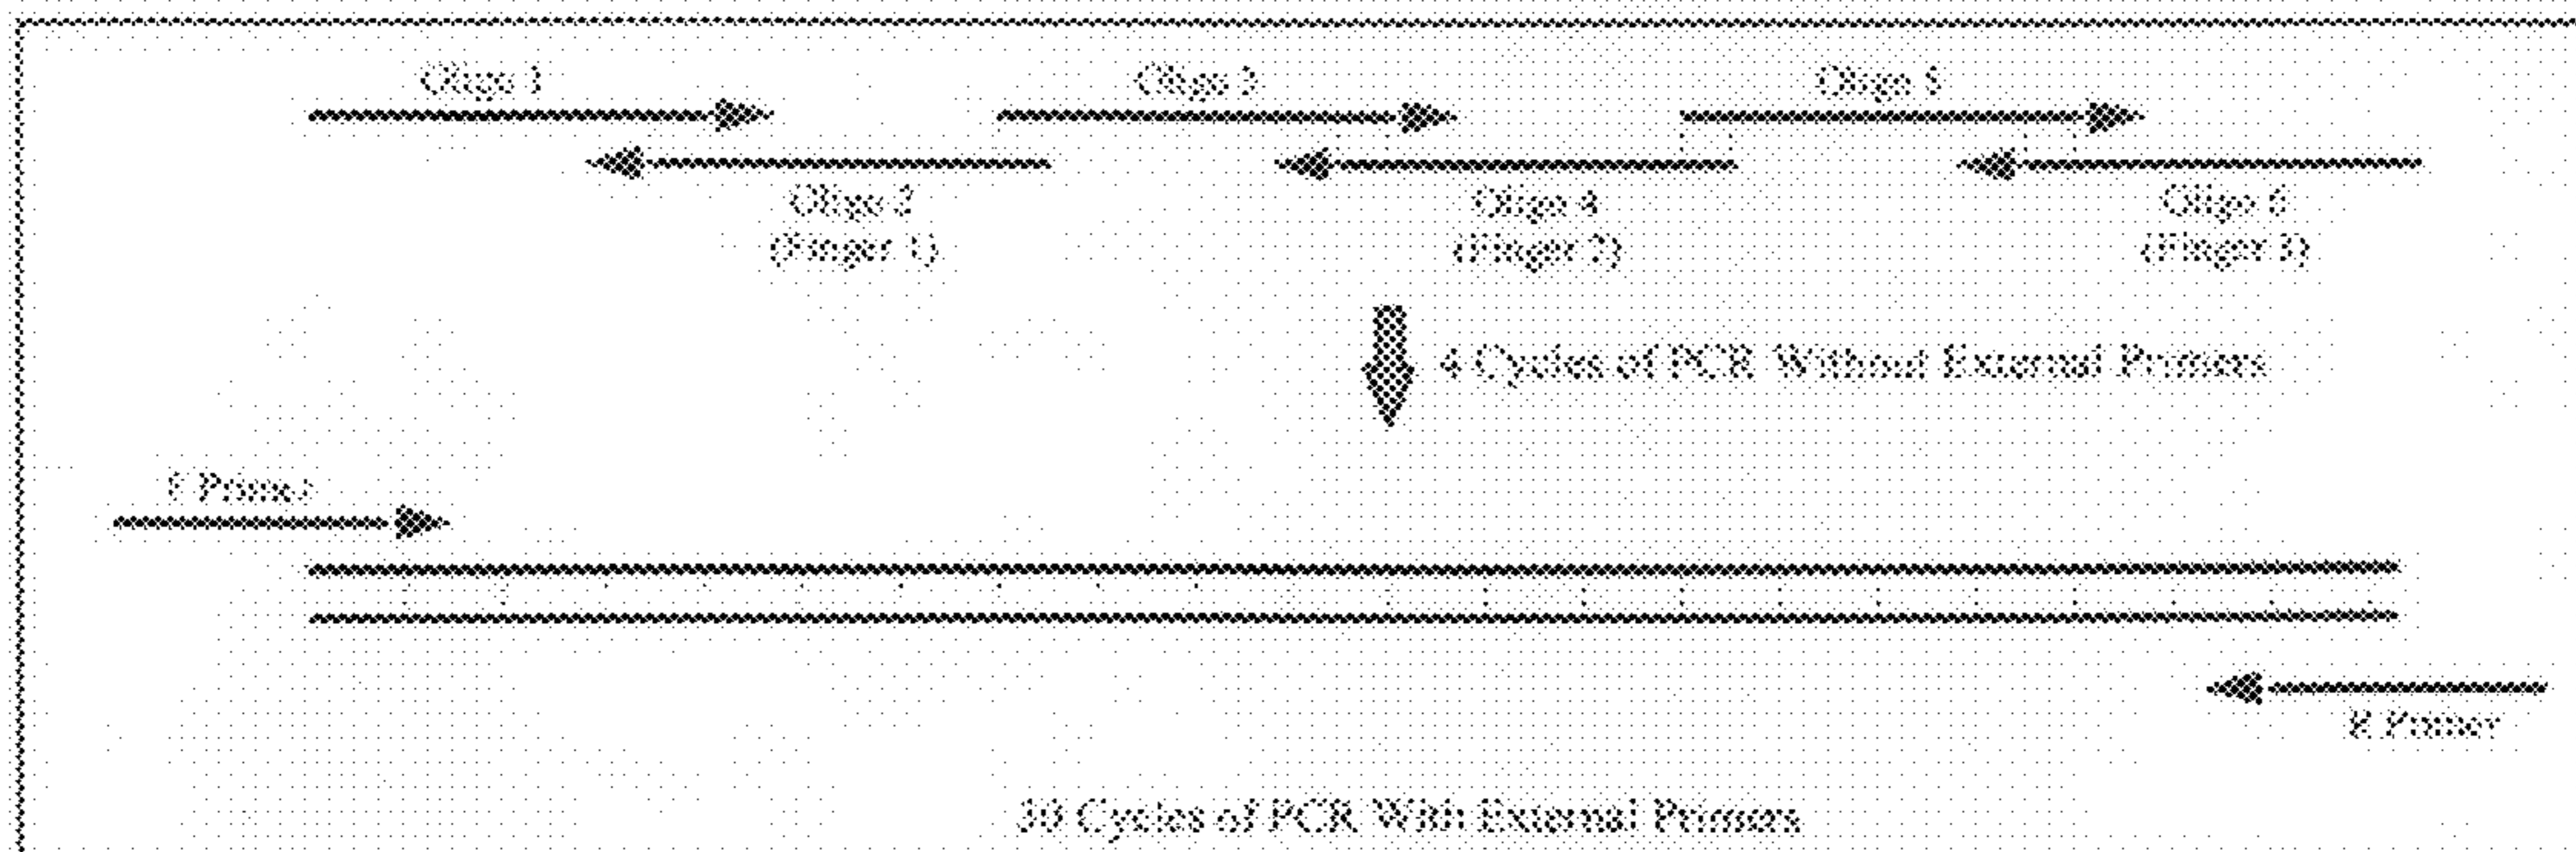 Oligo 1
Oligo 3
Oligo 5
Oligo 2
(Finger 1)
Oligo 4
(Finger 2)
Oligo 6
(Finger 3)
4 Cycles of PCR Without External Primers
F Primer
R Primer
30 Cycles of PCR With External Primers